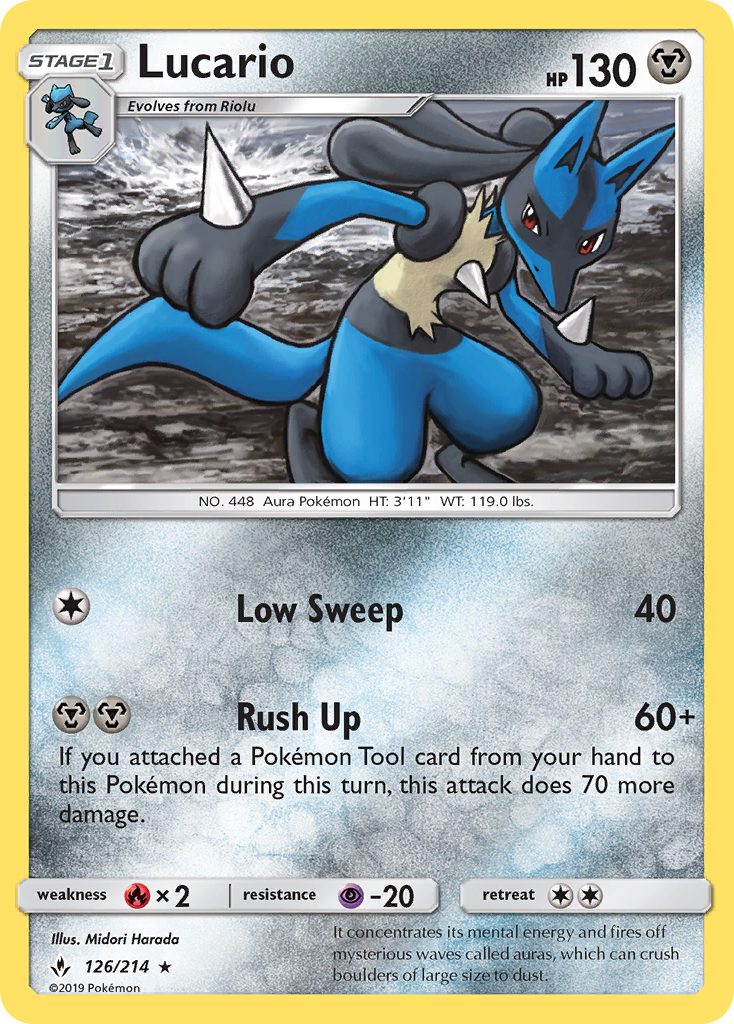 STAGE1
Lucario
HP 130
Evolves from Riolu
NO. 448 Aura Pokémon HT: 3'11" WT: 119.0 lbs.
Low Sweep 40
Rush Up 60+
If you attached a Pokémon Tool card from your hand to
this Pokémon during this turn, this attack does 70 more
damage.
weakness ×2 resistance -20 retreat
Illus. Midori Harada
126/214 ★
©2019 Pokémon
It concentrates its mental energy and fires off
mysterious waves called auras, which can crush
boulders of large size to dust.